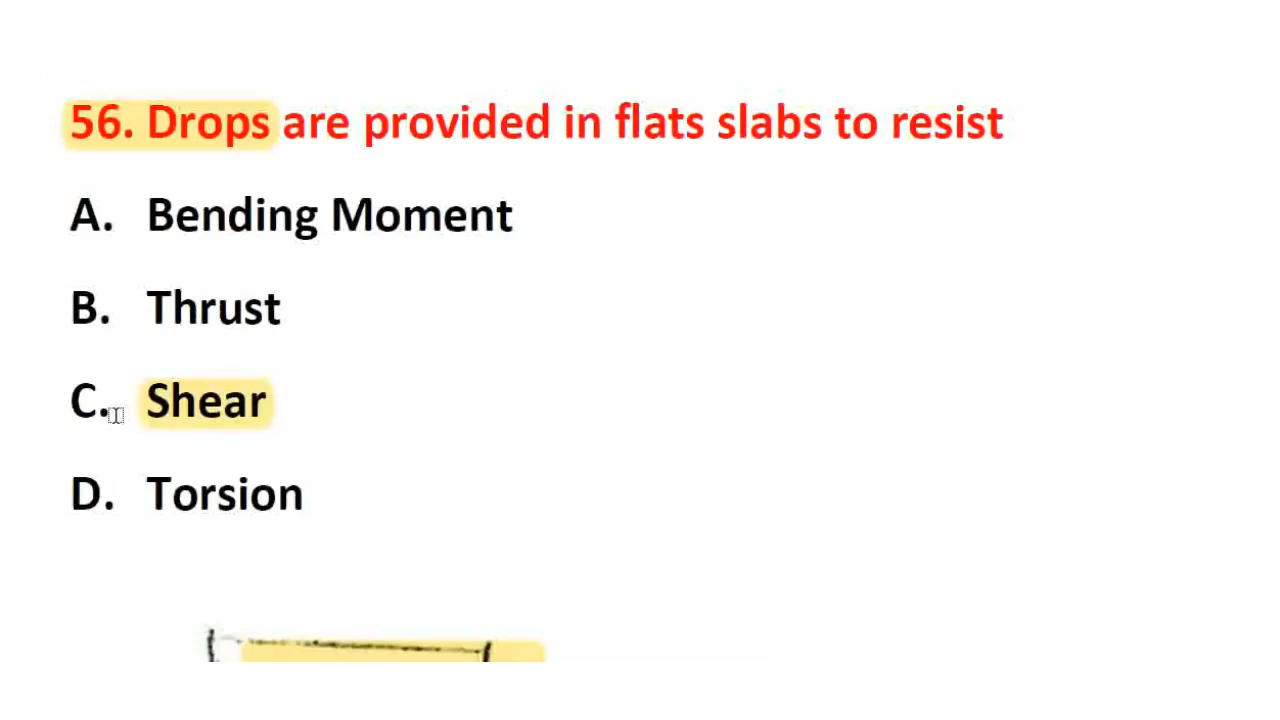 56. Drops are provided in flats slabs to resist
A. Bending Moment
B. Thrust
C. Shear
D. Torsion